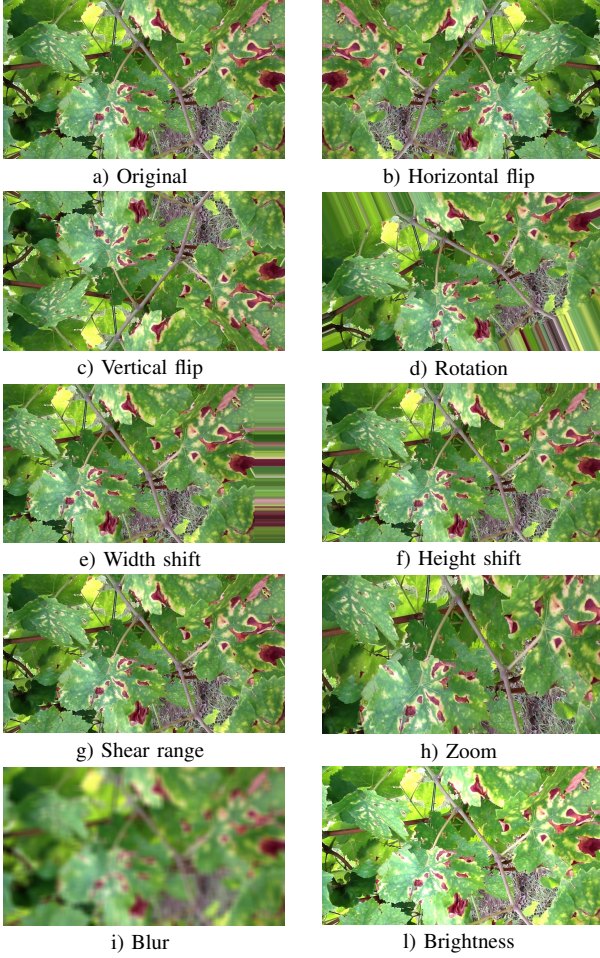 a) Original
b) Horizontal flip
c) Vertical flip
d) Rotation
e) Width shift
f) Height shift
g) Shear range
h) Zoom
i) Blur
l) Brightness